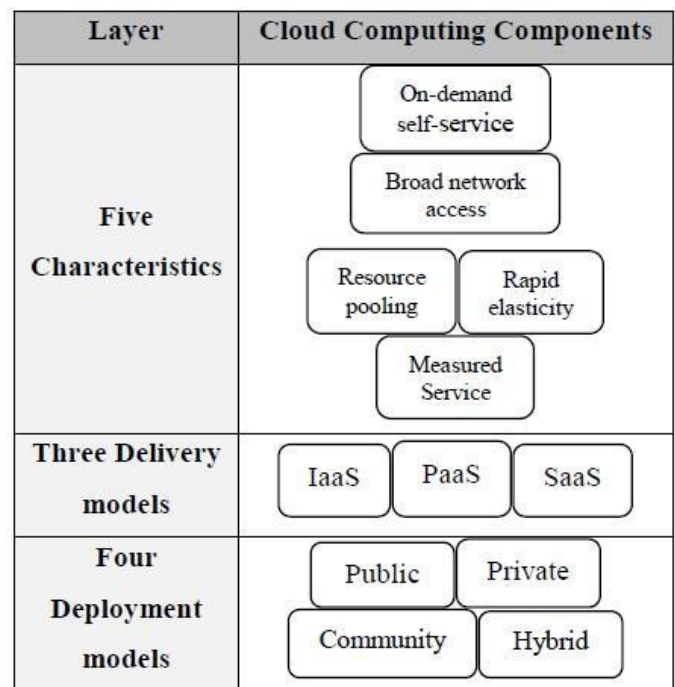 Layer
Cloud Computing Components
Five
Characteristics
On-demand
self-service
Broad network
access
Resource
pooling
Rapid
elasticity
Measured
Service
Three Delivery
models
IaaS
PaaS
SaaS
Four
Deployment
models
Public
Private
Community
Hybrid